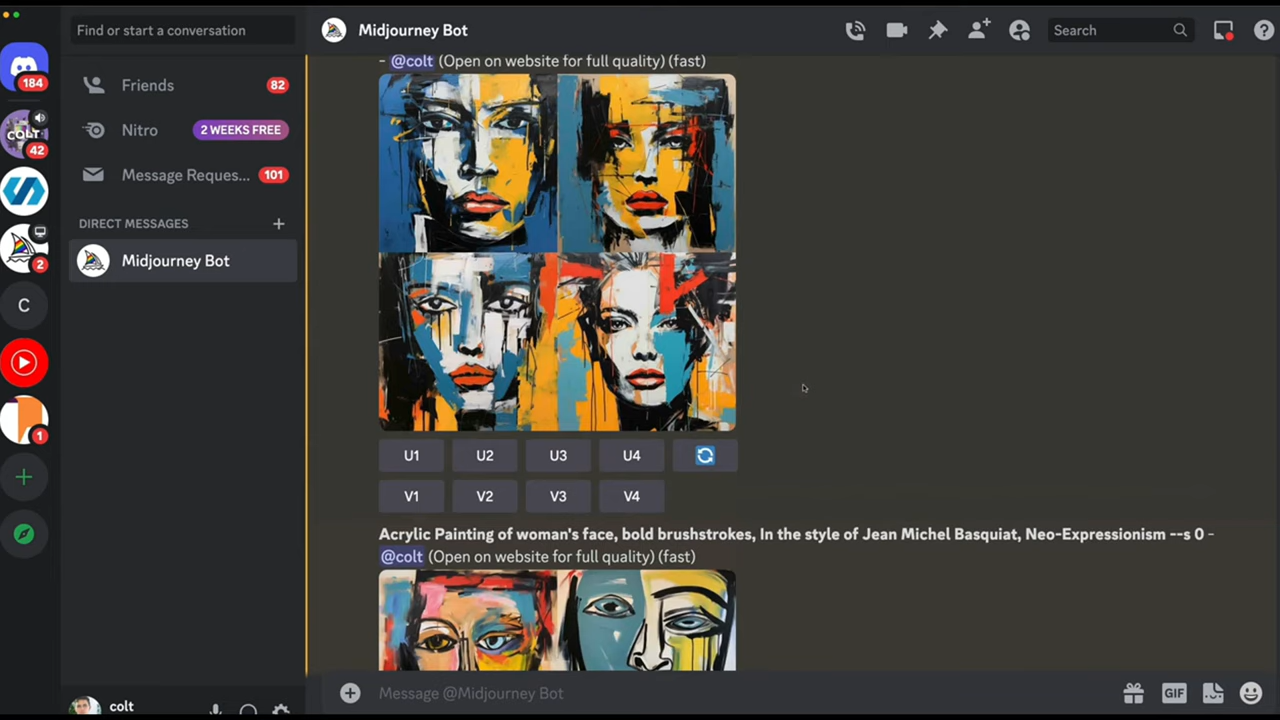 Find or start a conversation
Midjourney Bot
Search
184
Friends
82
COLT
42
Nitro
2 WEEKS FREE
Message Reques...
101
DIRECT MESSAGES
2
Midjourney Bot
C
1
- @colt (Open on website for full quality) (fast)
U1 U2 U3 U4
V1 V2 V3 V4
Acrylic Painting of woman's face, bold brushstrokes, In the style of Jean Michel Basquiat, Neo-Expressionism --s 0 -
@colt (Open on website for full quality) (fast)
Message @Midjourney Bot
GIF
colt